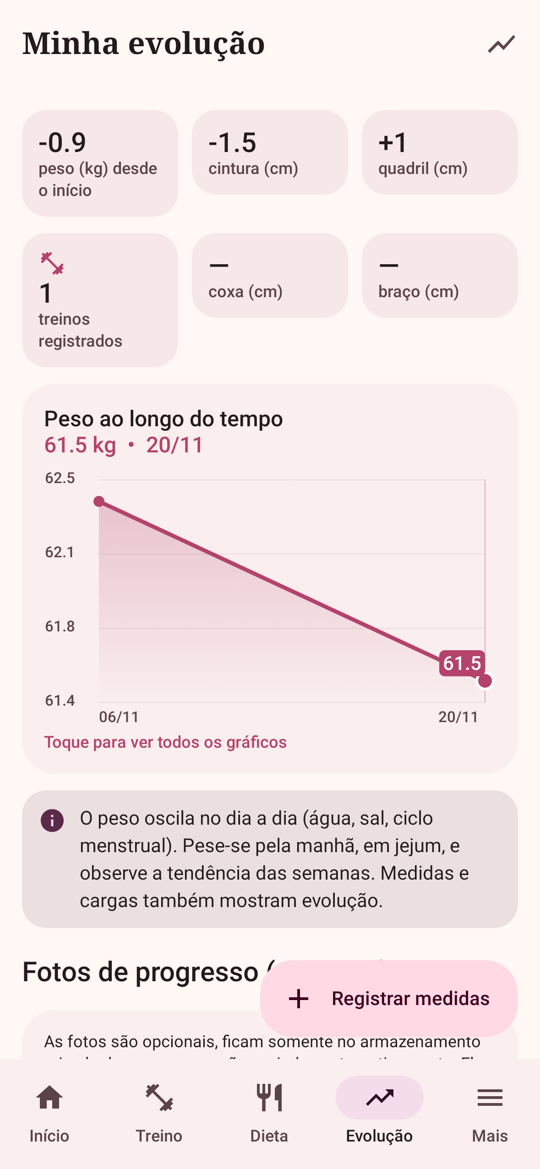 Minha evolução
-0.9
peso (kg) desde
o início
-1.5
cintura (cm)
+1
quadril (cm)
1
treinos
registrados
—
coxa (cm)
—
braço (cm)
Peso ao longo do tempo
61.5 kg • 20/11
62.5
62.1
61.8
61.4
61.5
06/11
20/11
Toque para ver todos os gráficos
O peso oscila no dia a dia (água, sal, ciclo
menstrual). Pese-se pela manhã, em jejum, e
observe a tendência das semanas. Medidas e
cargas também mostram evolução.
Fotos de progresso (
+ Registrar medidas
As fotos são opcionais, ficam somente no armazenamento
Início
Treino
Dieta
Evolução
Mais